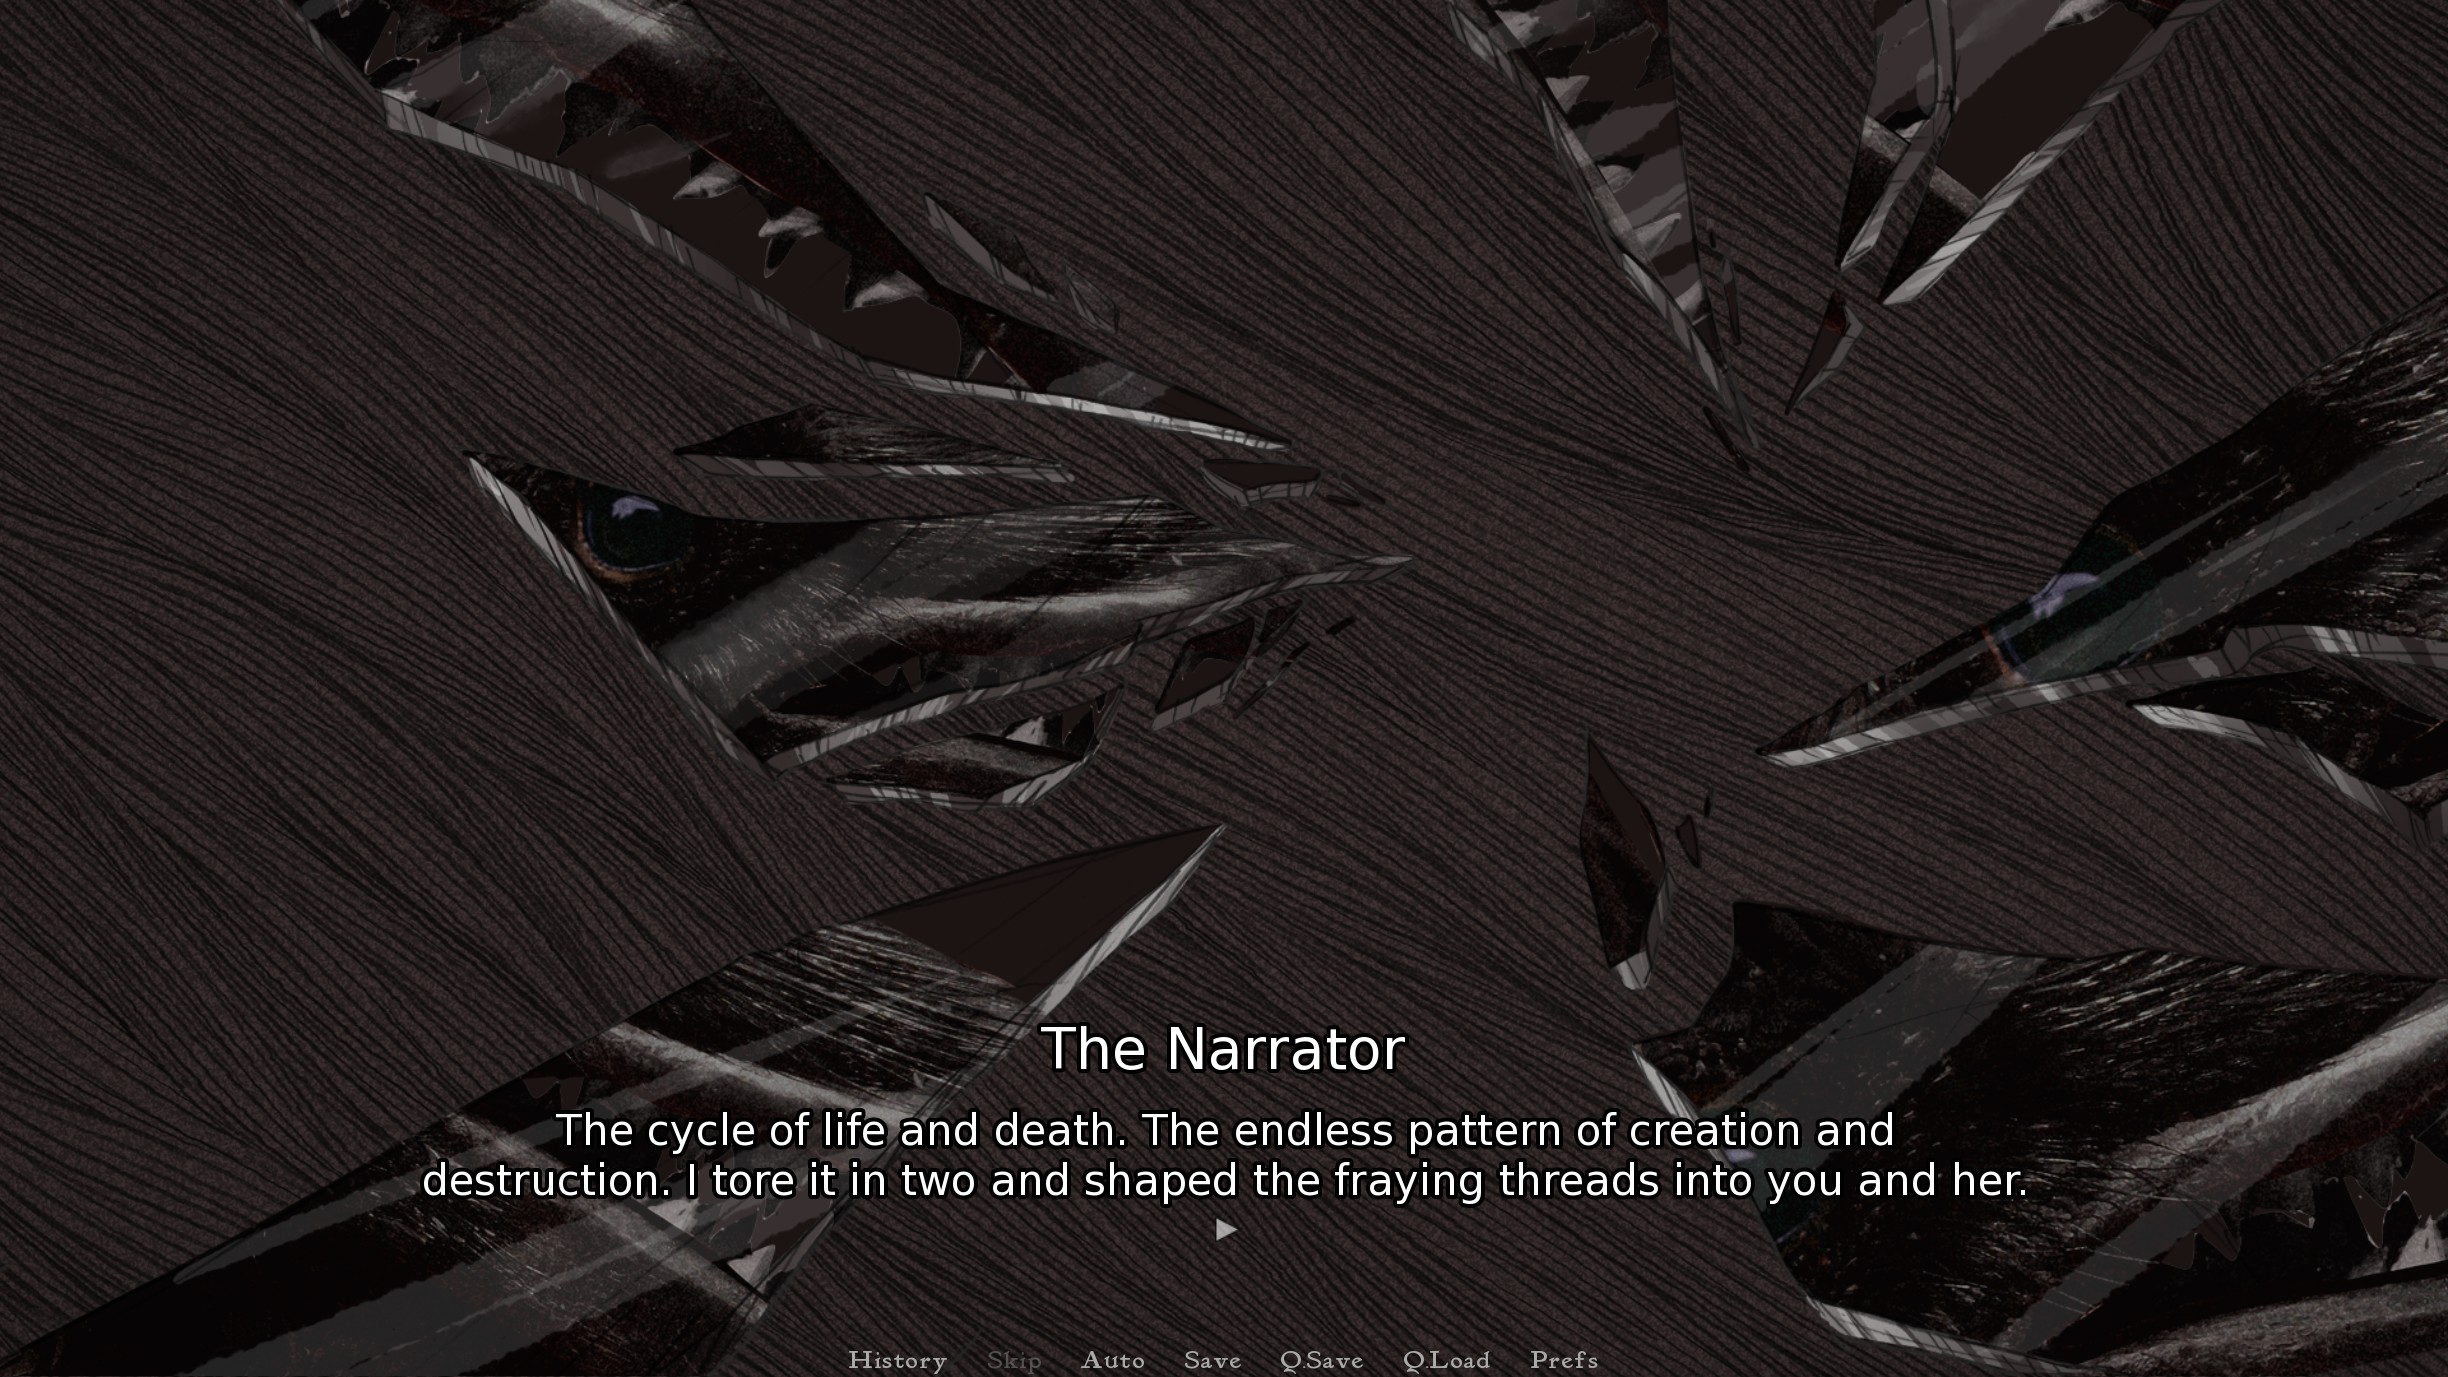 The Narrator
The cycle of life and death. The endless pattern of creation and
destruction. I tore it in two and shaped the fraying threads into you and her.
History Skip Auto Save Q.Save Q.Load Prefs